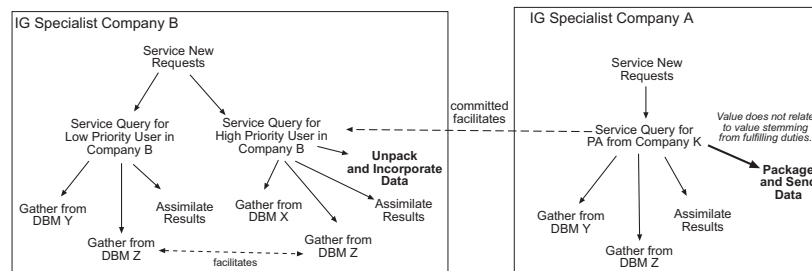 IG Specialist Company B
Service New
Requests
Service Query for
Low Priority User in
Company B
Service Query for
High Priority User in
Company B
Unpack
and Incorporate
Data
Gather from
DBM Y
Assimilate
Results
Gather from
DBM Z
Gather from
DBM X
Assimilate
Results
Gather from
DBM Z
facilitates
committed
facilitates
IG Specialist Company A
Service New
Requests
Service Query for
PA from Company K
Value does not relate
to value stemming
from fulfilling duties.
Package
and Send
Data
Gather from
DBM Y
Assimilate
Results
Gather from
DBM Z